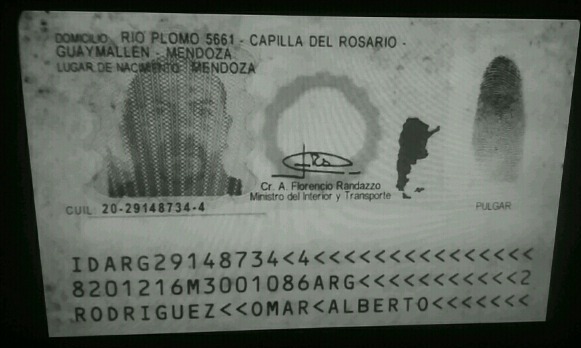 DOMICILIO: RIO PLOMO 5661 - CAPILLA DEL ROSARIO -
GUAYMALLEN - MENDOZA
LUGAR DE NACIMIENTO: MENDOZA
Cr. A. Florencio Randazzo
Ministro del Interior y Transporte
CUIL: 20-29148734-4
PULGAR
IDARG29148734<4<<<<<<<<<<<<<<<
8201216M3001086ARG<<<<<<<<<<<2
RODRIGUEZ<<OMAR<ALBERTO<<<<<<<